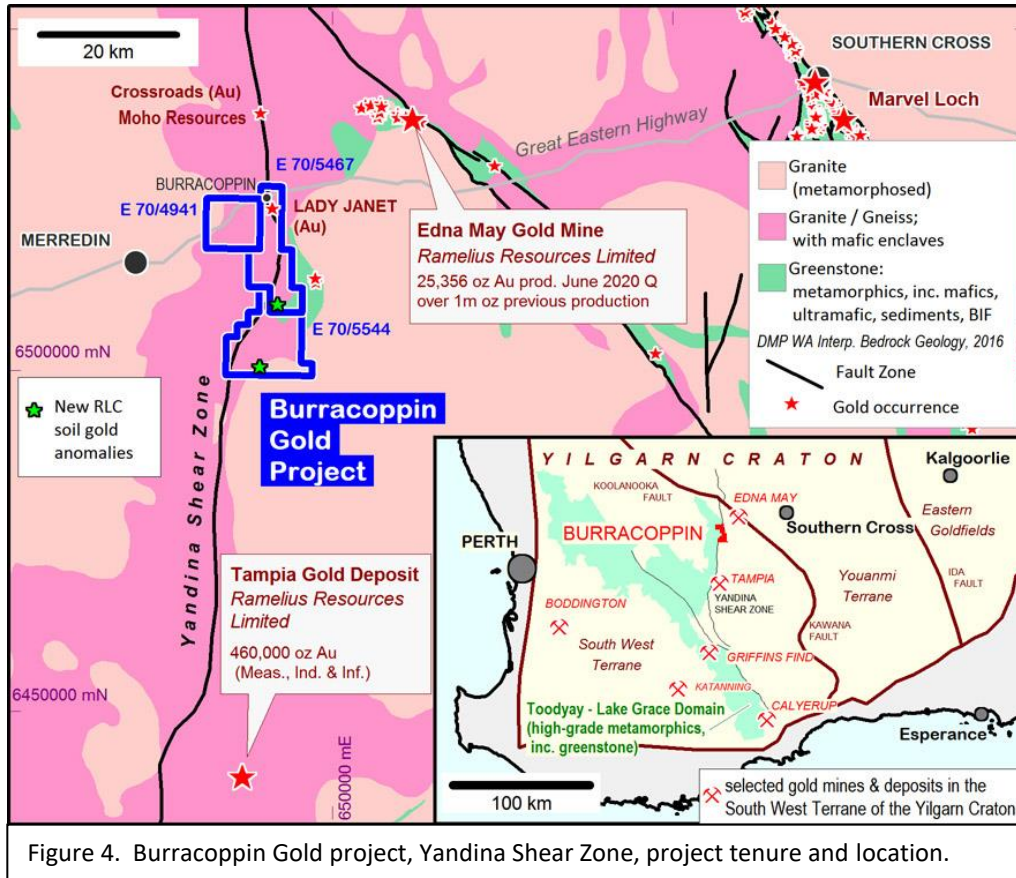 20 km
SOUTHERN CROSS
Crossroads (Au)
Moho Resources
Marvel Loch
Great Eastern Highway
E 70/5467
BURRACOPPIN
E 70/4941
LADY JANET
(Au)
MERREDIN
Edna May Gold Mine
Ramelius Resources Limited
25,356 oz Au prod. June 2020 Q
over 1m oz previous production
Granite
(metamorphosed)
Granite / Gneiss;
with mafic enclaves
Greenstone:
metamorphics, inc. mafics,
ultramafic, sediments, BIF
DMP WA Interp. Bedrock Geology, 2016
Fault Zone
Gold occurrence
E 70/5544
6500000 mN
New RLC
soil gold
anomalies
Burracoppin
Gold
Project
Yandina Shear Zone
Tampia Gold Deposit
Ramelius Resources
Limited
460,000 oz Au
(Meas., Ind. & Inf.)
6450000 mN
650000 mE
YILGARN CRATON
KOOLANOOKA
FAULT
Kalgoorlie
EDNA MAY
Southern Cross
Eastern
Goldfields
BURRACOPPIN
PERTH
TAMPIA
YANDINA
SHEAR ZONE
Youanmi
Terrane
IDA
FAULT
BODDINGTON
South West
Terrane
KAWANA
FAULT
GRIFFINS FIND
KATANNING
CALYERUP
Toodyay - Lake Grace Domain
(high-grade metamorphics,
inc. greenstone)
Esperance
100 km
selected gold mines & deposits in the
South West Terrane of the Yilgarn Craton
Figure 4. Burracoppin Gold project, Yandina Shear Zone, project tenure and location.